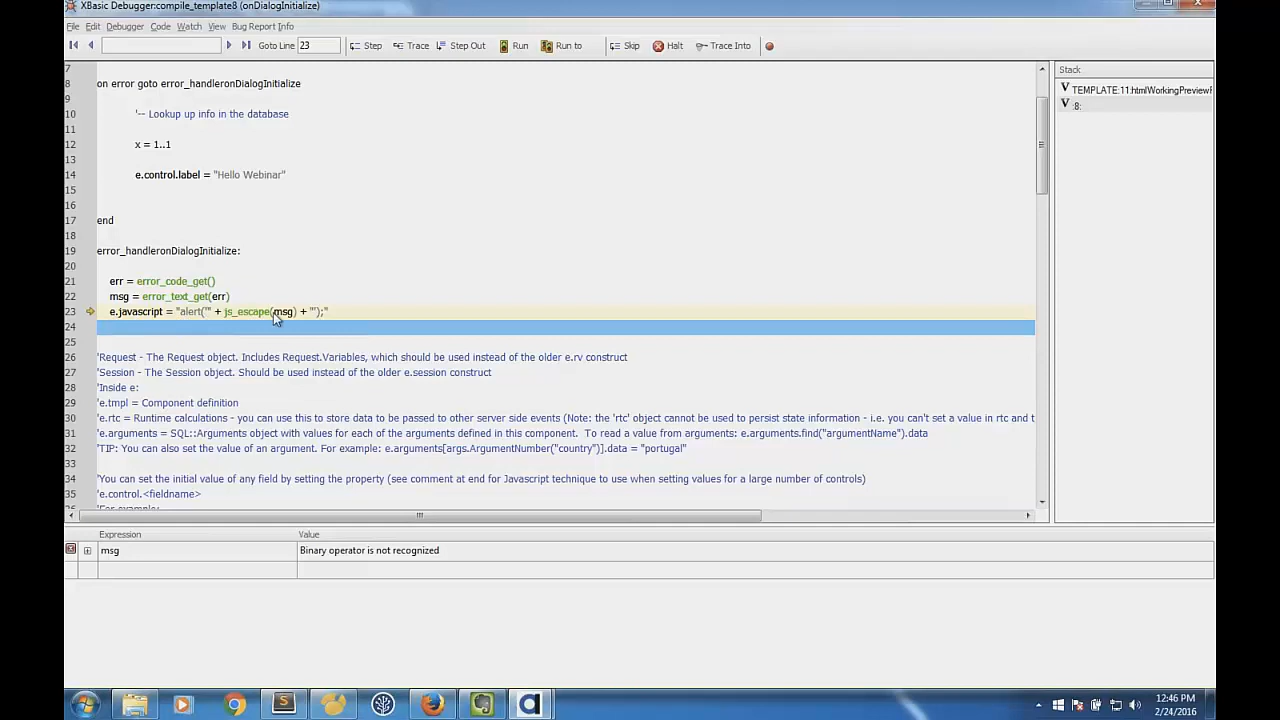 XBasic Debugger:compile_template8 (onDialogInitialize)
File Edit Debugger Code Watch View Bug Report Info
Goto Line 23 Step Trace Step Out Run Run to Skip Halt Trace Into
7
8 on error goto error_handleronDialogInitialize
9
10 '-- Lookup up info in the database
11
12 x = 1..1
13
14 e.control.label = "Hello Webinar"
15
16
17 end
18
19 error_handleronDialogInitialize:
20
21 err = error_code_get()
22 msg = error_text_get(err)
23 e.javascript = "alert('" + js_escape(msg) + "');"
24
25
26 'Request - The Request object. Includes Request.Variables, which should be used instead of the older e.rv construct
27 'Session - The Session object. Should be used instead of the older e.session construct
28 'Inside e:
29 'e.tmpl = Component definition
30 'e.rtc = Runtime calculations - you can use this to store data to be passed to other server side events (Note: the 'rtc' object cannot be used to persist state information - i.e. you can't set a value in rtc and t
31 'e.arguments = SQL::Arguments object with values for each of the arguments defined in this component. To read a value from arguments: e.arguments.find("argumentName").data
32 'TIP: You can also set the value of an argument. For example: e.arguments[args.ArgumentNumber("country")].data = "portugal"
33
34 'You can set the initial value of any field by setting the property (see comment at end for Javascript technique to use when setting values for a large number of controls)
35 'e.control.<fieldname>
'For example:
Stack
TEMPLATE:11:htmlWorkingPreviewF
:8:
Expression Value
msg Binary operator is not recognized
12:46 PM
2/24/2016